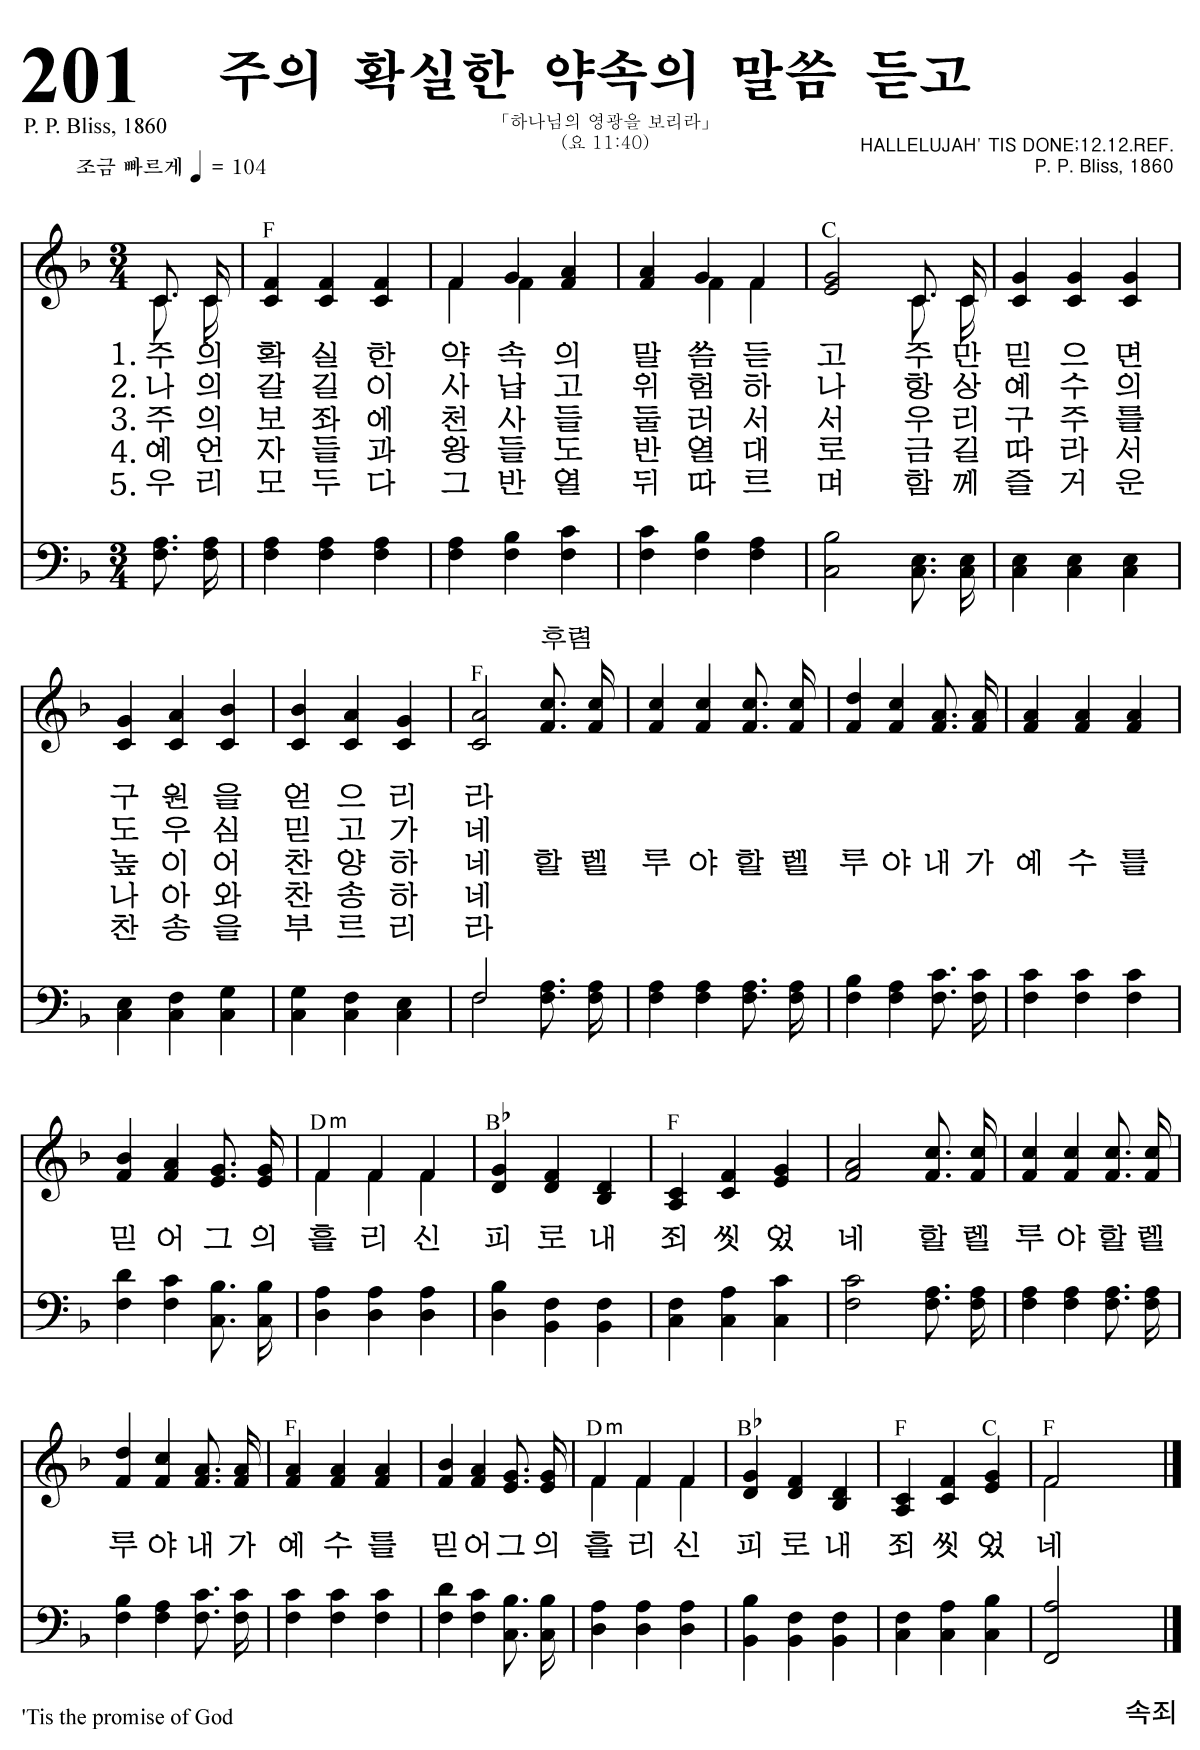 201 주의 확실한 약속의 말씀 듣고
P. P. Bliss, 1860
「하나님의 영광을 보리라」
(요 11:40)
HALLELUJAH' TIS DONE:12.12.REF.
P. P. Bliss, 1860
조금 빠르게 ♩ = 104
F C
3 4
1. 주 의 확 실 한 약 속 의 말 씀 듣 고 주 만 믿 으 면
2. 나 의 갈 길 이 사 납 고 위 험 하 나 항 상 예 수 의
3. 주 의 보 좌 에 천 사 들 둘 러 서 서 우 리 구 주 를
4. 예 언 자 들 과 왕 들 도 반 열 대 로 금 길 따 라 서
5. 우 리 모 두 다 그 반 열 뒤 따 르 며 함 께 즐 거 운
3 4
후렴
F
구 원 을 얻 으 리 라
도 우 심 믿 고 가 네
높 이 어 찬 양 하 네 할 렐 루 야 할 렐 루 야 내 가 예 수 를
나 아 와 찬 송 하 네
찬 송 을 부 르 리 라
Dm B♭ F
믿 어 그 의 흘 리 신 피 로 내 죄 씻 었 네 할 렐 루 야 할 렐
F Dm B♭ F C F
루 야 내 가 예 수 를 믿 어 그 의 흘 리 신 피 로 내 죄 씻 었 네
'Tis the promise of God
속죄